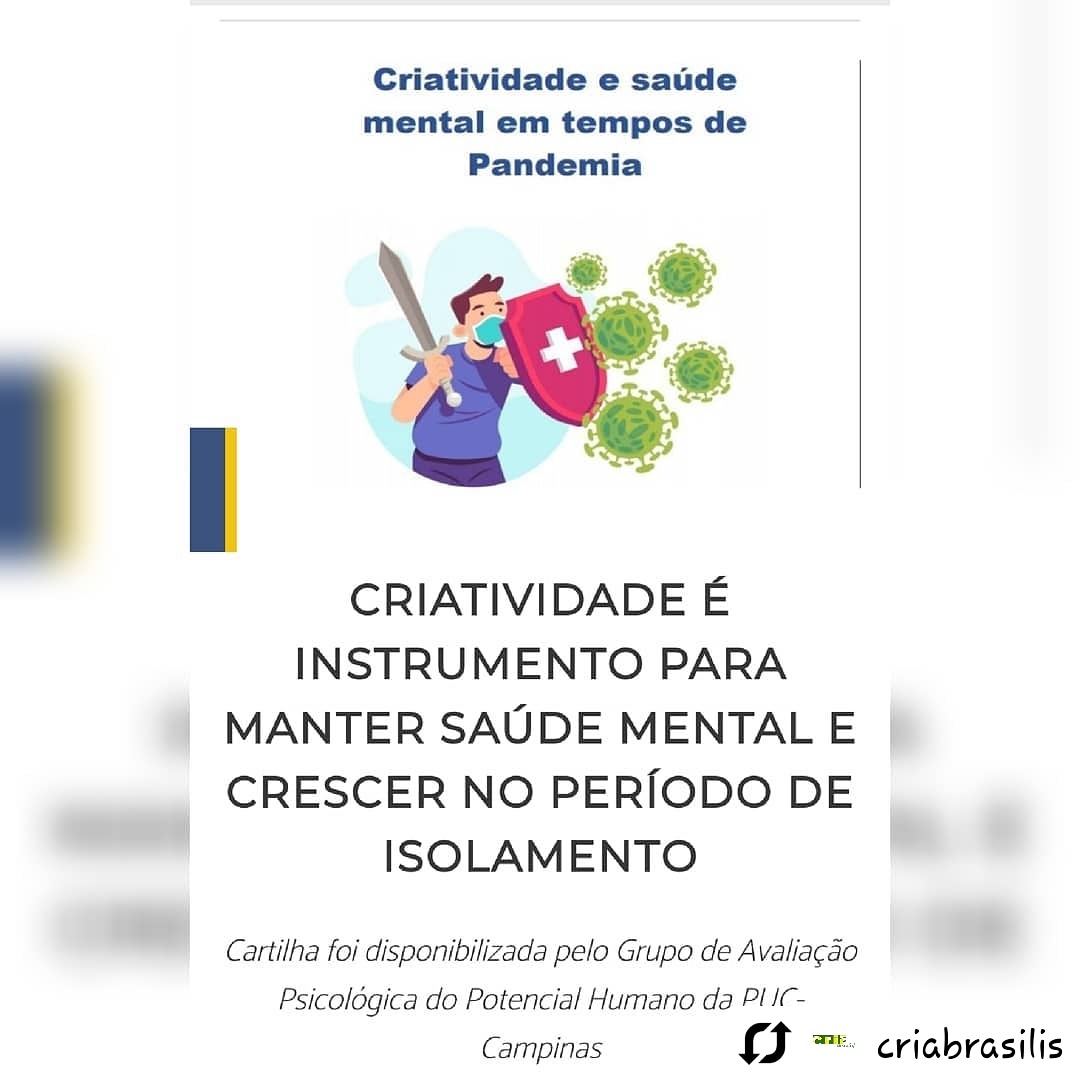 Criatividade e saúde
mental em tempos de
Pandemia
CRIATIVIDADE É
INSTRUMENTO PARA
MANTER SAÚDE MENTAL E
CRESCER NO PERÍODO DE
ISOLAMENTO
Cartilha foi disponibilizada pelo Grupo de Avaliação
Psicológica do Potencial Humano da PUC-
Campinas
criabrasilis